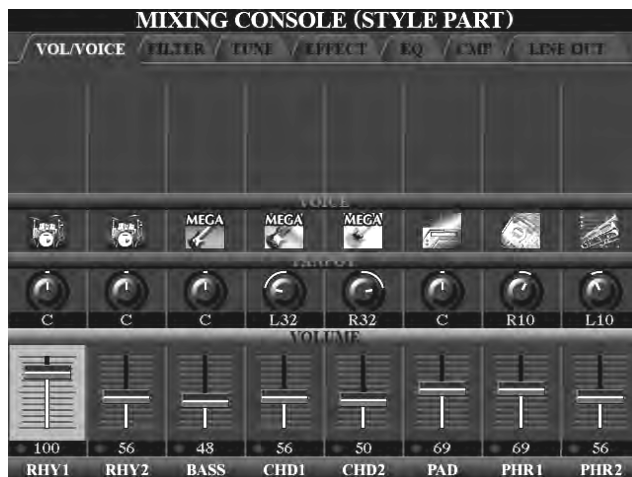 MIXING CONSOLE (STYLE PART)
VOL/VOICE FILTER TUNE EFFECT EQ CMP LINE OUT
VOICE
MEGA MEGA MEGA
PANPOT
C C C L32 R32 C R10 L10
VOLUME
100 56 48 56 50 69 69 56
RHY1 RHY2 BASS CHD1 CHD2 PAD PHR1 PHR2